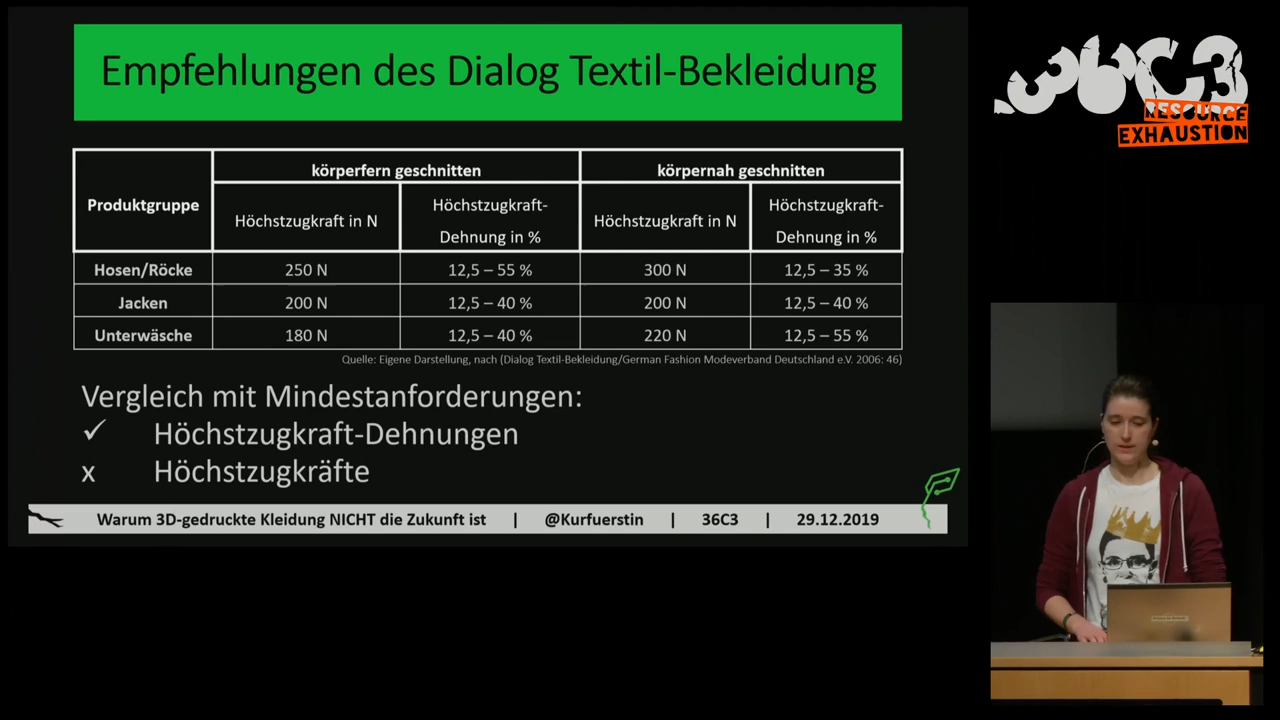 Empfehlungen des Dialog Textil-Bekleidung
36C3
RESOURCE
EXHAUSTION
Produktgruppe
körperfern geschnitten
körpernah geschnitten
Höchstzugkraft in N
Höchstzugkraft-
Dehnung in %
Höchstzugkraft in N
Höchstzugkraft-
Dehnung in %
Hosen/Röcke 250 N 12,5 – 55 % 300 N 12,5 – 35 %
Jacken 200 N 12,5 – 40 % 200 N 12,5 – 40 %
Unterwäsche 180 N 12,5 – 40 % 220 N 12,5 – 55 %
Quelle: Eigene Darstellung, nach (Dialog Textil-Bekleidung/German Fashion Modeverband Deutschland e.V. 2006: 46)
Vergleich mit Mindestanforderungen:
✓ Höchstzugkraft-Dehnungen
x Höchstzugkräfte
Warum 3D-gedruckte Kleidung NICHT die Zukunft ist | @Kurfuerstin | 36C3 | 29.12.2019